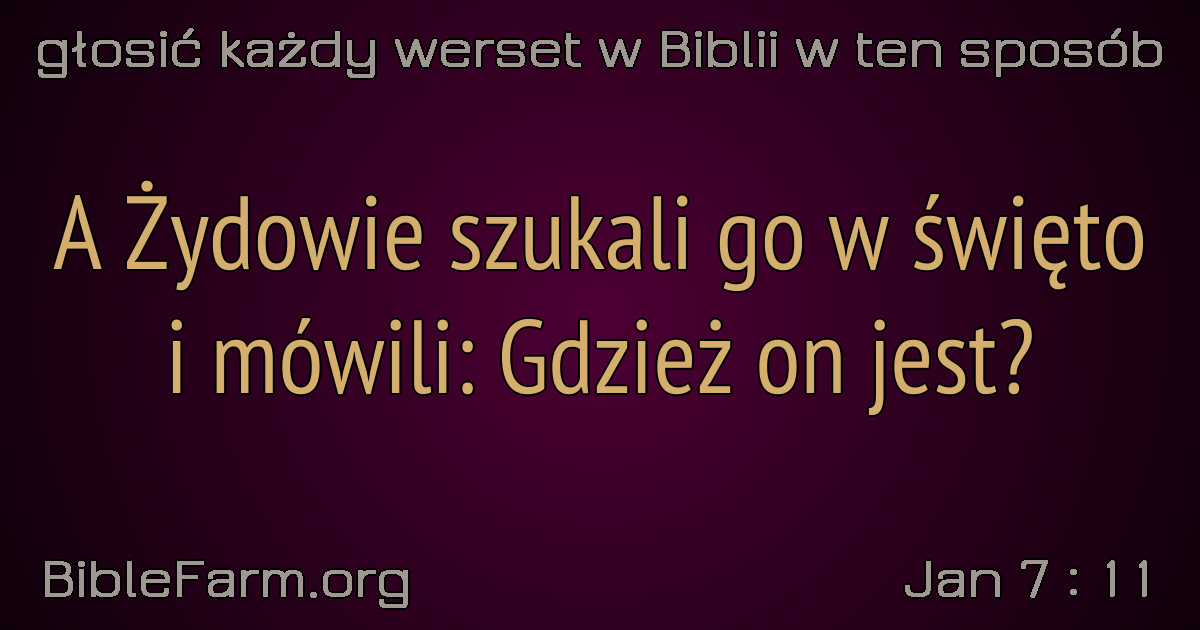 głosić każdy werset w Biblii w ten sposób
A Żydowie szukali go w święto
i mówili: Gdzież on jest?
BibleFarm.org
Jan 7 : 11